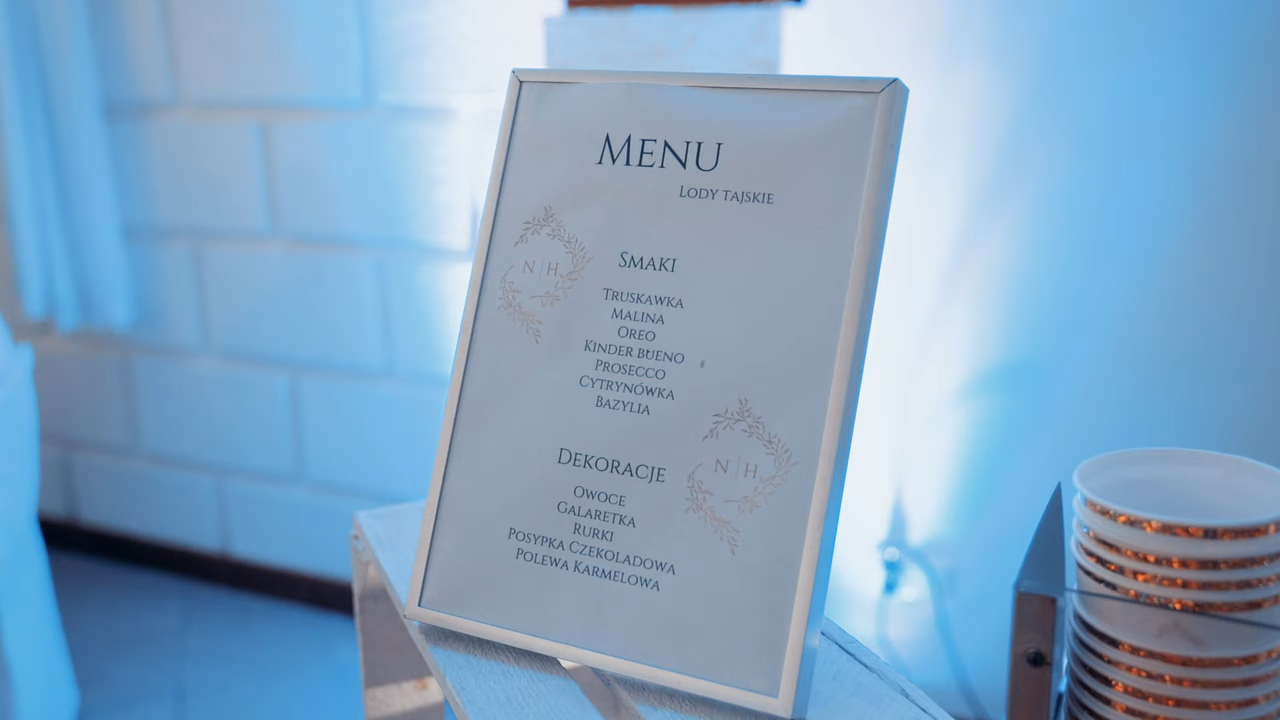 MENU
LODY TAJSKIE
N | H
SMAKI
TRUSKAWKA
MALINA
OREO
KINDER BUENO
PROSECCO
CYTRYNÓWKA
BAZYLIA
N | H
DEKORACJE
OWOCE
GALARETKA
RURKI
POSYPKA CZEKOLADOWA
POLEWA KARMELOWA